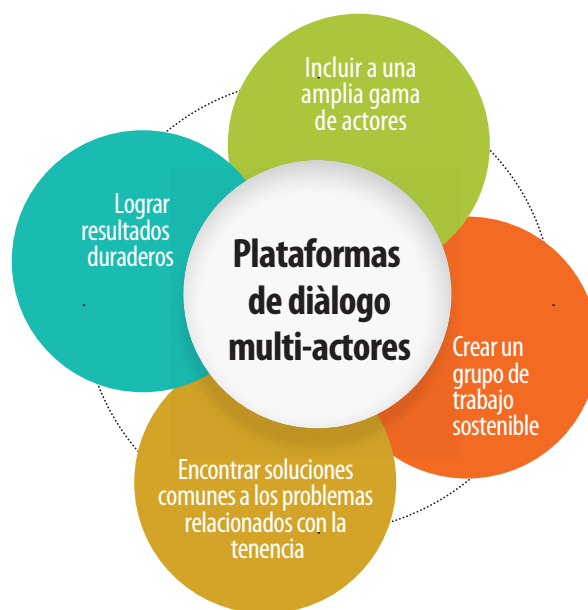 Incluir a una
amplia gama
de actores
Lograr
resultados
duraderos
Plataformas
de diàlogo
multi-actores
Crear un
grupo de
trabajo
sostenible
Encontrar soluciones
comunes a los problemas
relacionados con la
tenencia